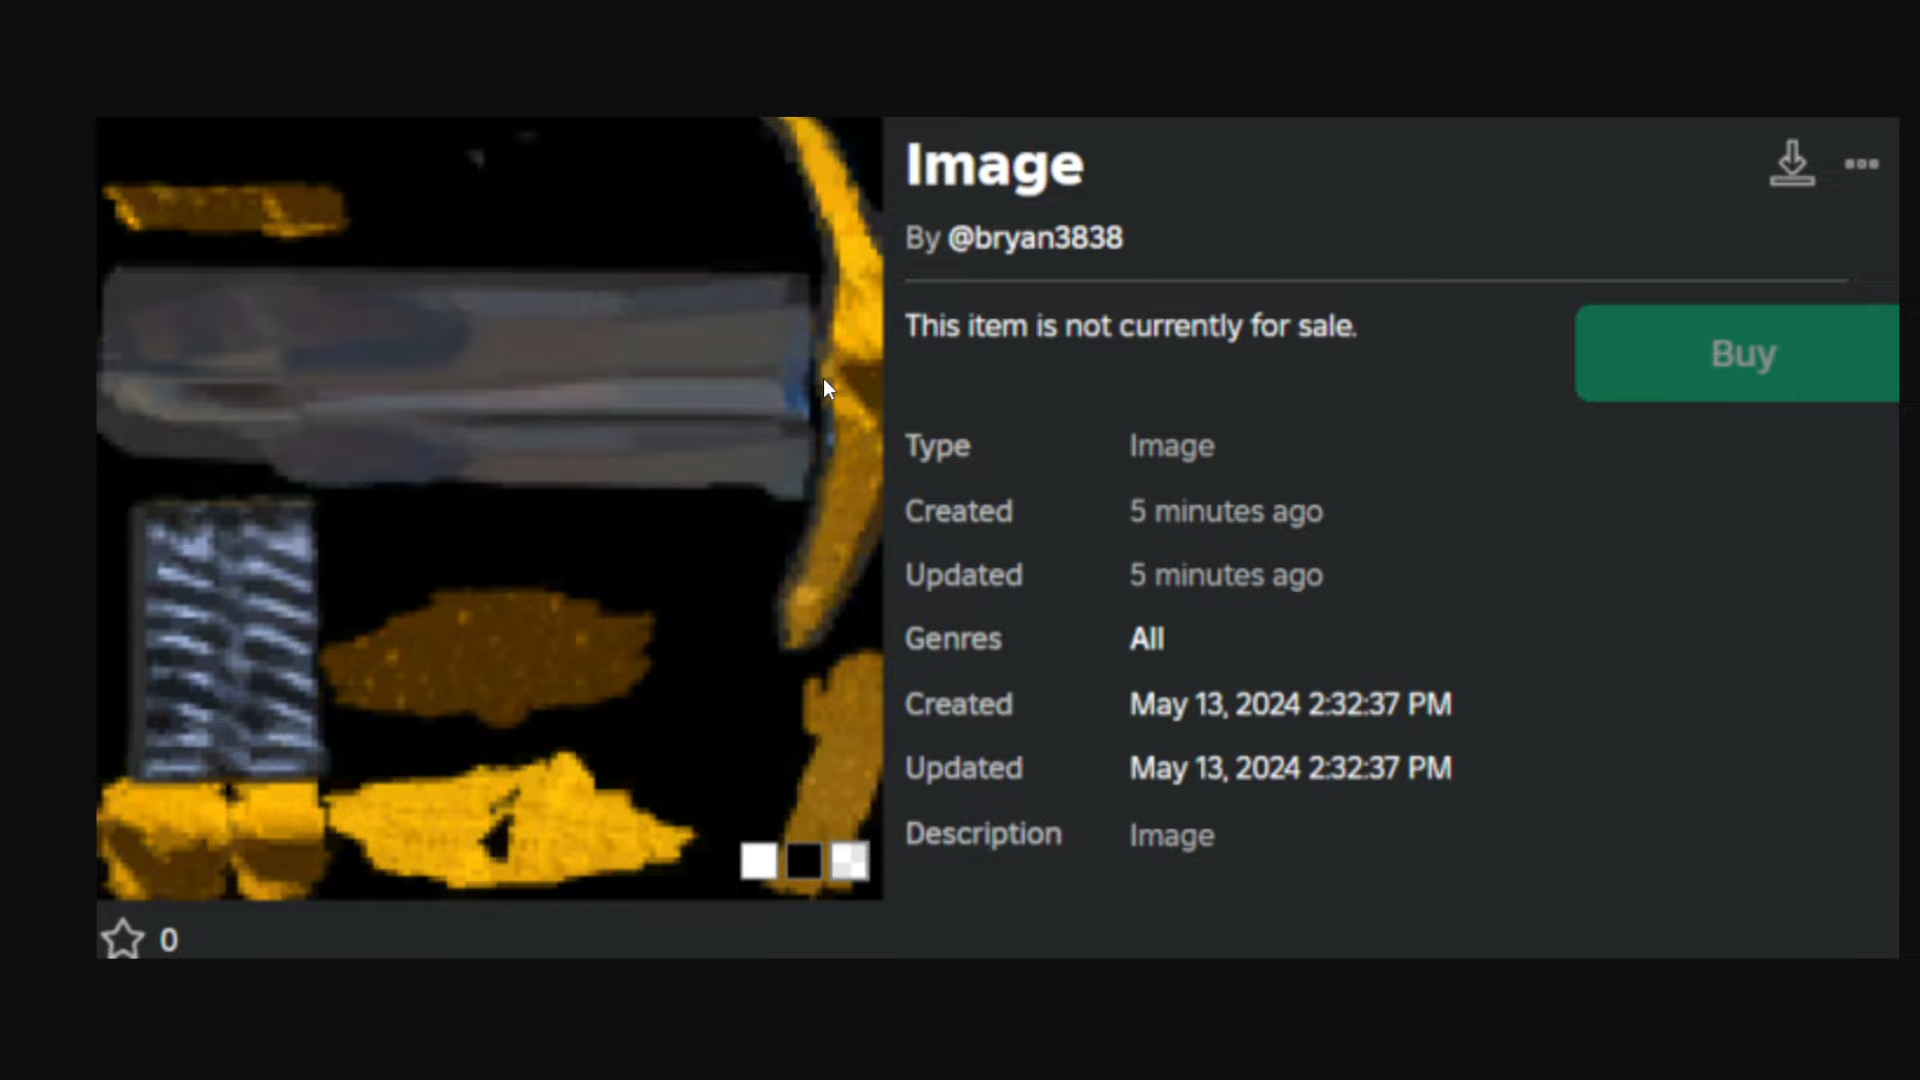 Image
By @bryan3838
This item is not currently for sale.
Buy
Type Image
Created 5 minutes ago
Updated 5 minutes ago
Genres All
Created May 13, 2024 2:32:37 PM
Updated May 13, 2024 2:32:37 PM
Description Image
0